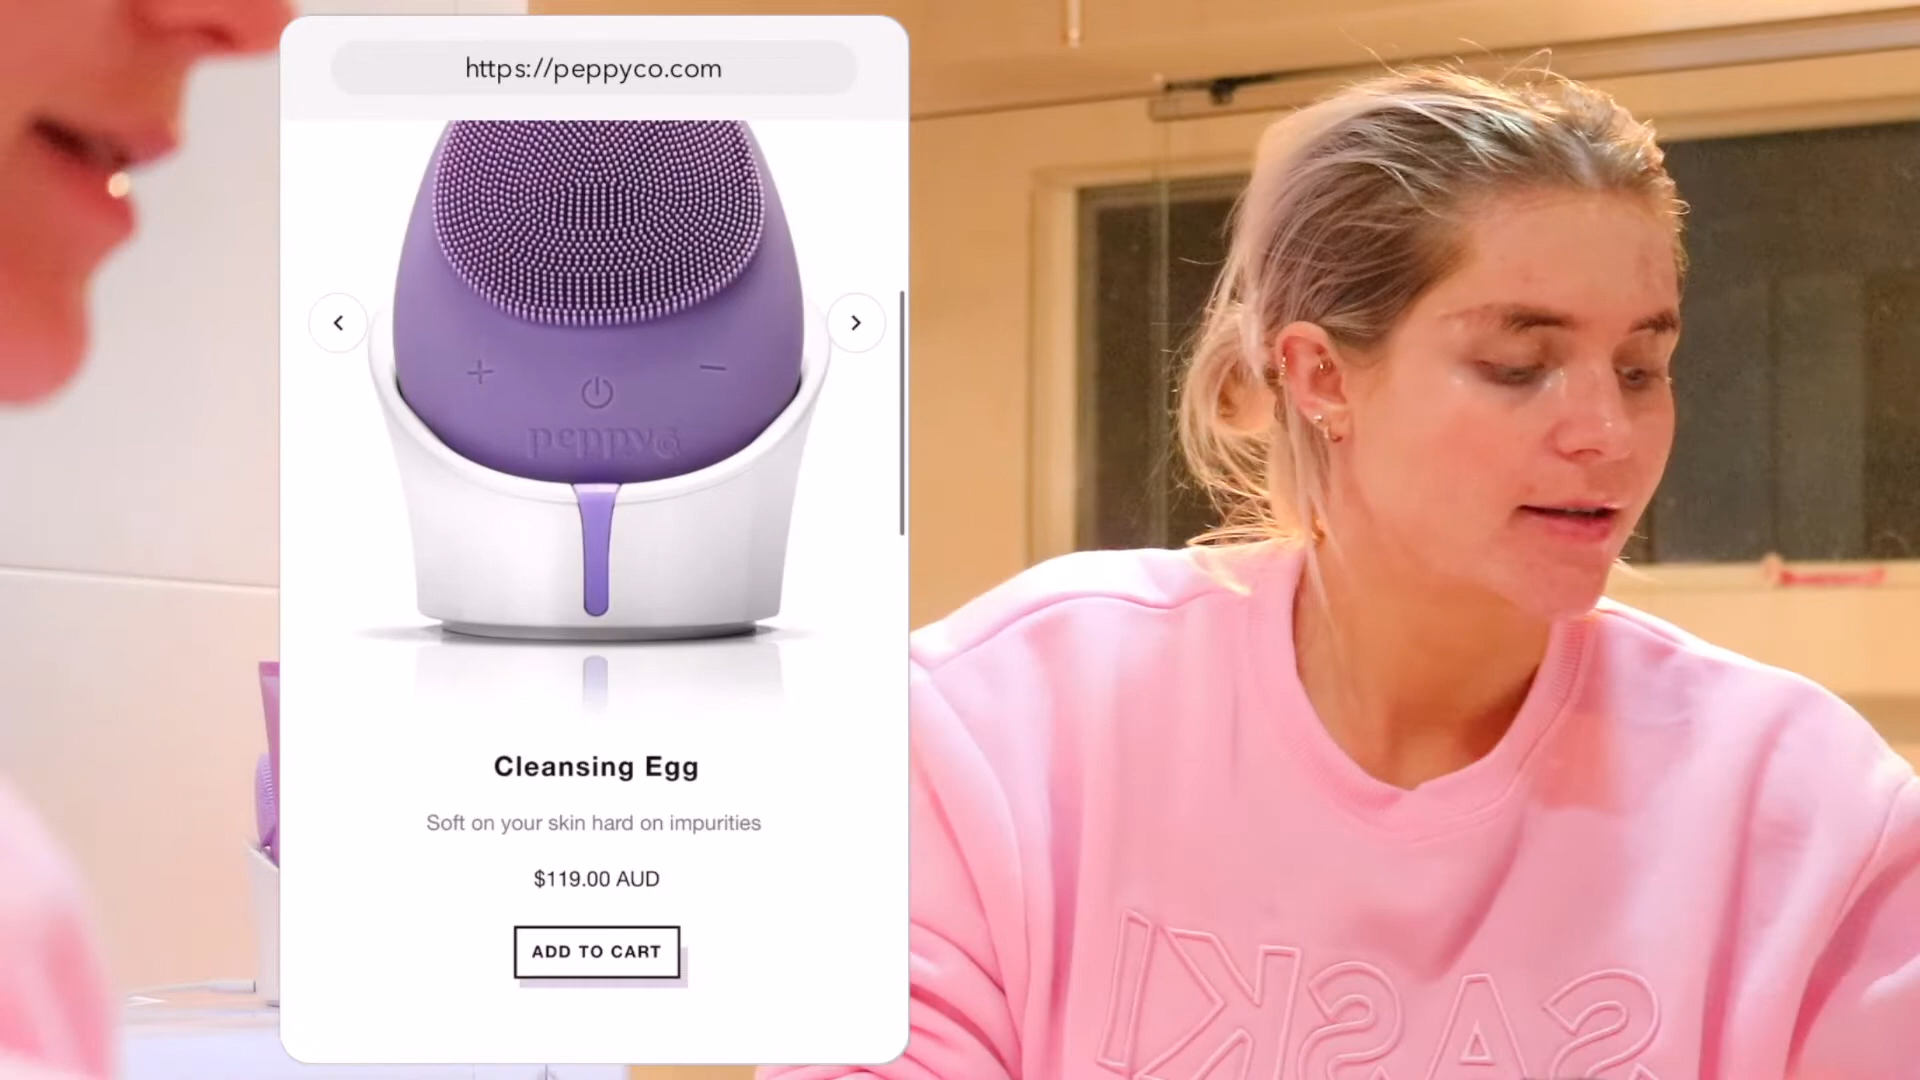 https://peppyco.com
peppyco
Cleansing Egg
Soft on your skin hard on impurities
$119.00 AUD
ADD TO CART
SASKI